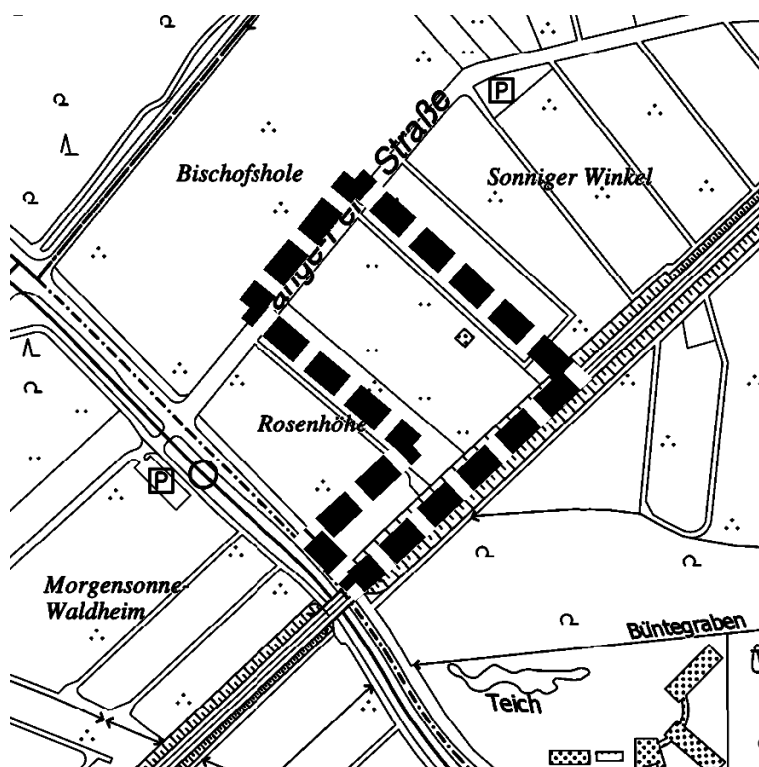 P
Straße
Bischofshole
Sonniger Winkel
Rosenhöhe
P
Morgensonne-
Waldheim
Büntegraben
Teich